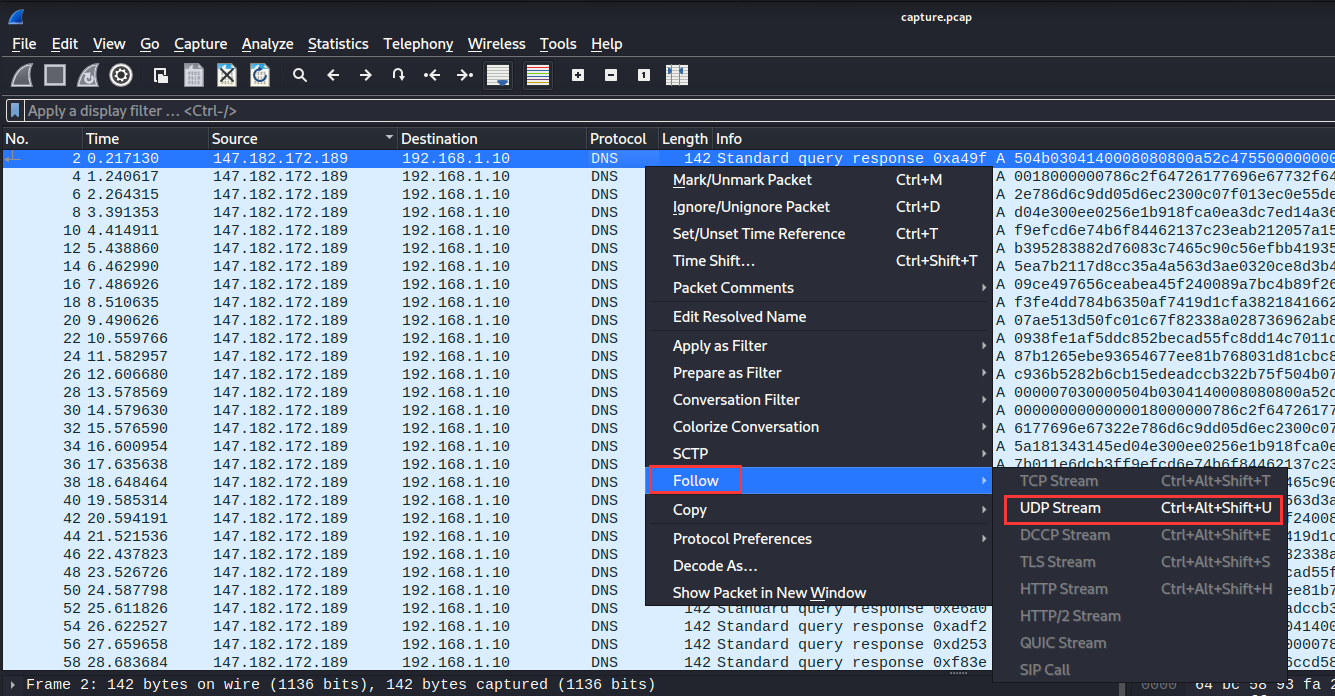 capture.pcap
File Edit View Go Capture Analyze Statistics Telephony Wireless Tools Help
Apply a display filter … <Ctrl-/>
No. Time Source Destination Protocol Length Info
2 0.217130 147.182.172.189 192.168.1.10 DNS 142 Standard query response 0xa49f A 504b0304140008080800a52c475500000000
4 1.240617 147.182.172.189 192.168.1.10 DNS Mark/Unmark Packet Ctrl+M A 0018000000786c2f64726177696e67732f64
6 2.264315 147.182.172.189 192.168.1.10 DNS Ignore/Unignore Packet Ctrl+D A 2e786d6c9dd05d6ec2300c07f013ec0e55de
8 3.391353 147.182.172.189 192.168.1.10 DNS A d04e300ee0256e1b918fca0ea3dc7ed14a36
10 4.414911 147.182.172.189 192.168.1.10 DNS Set/Unset Time Reference Ctrl+T A f9efcd6e74b6f84462137c23eab212057a15
12 5.438860 147.182.172.189 192.168.1.10 DNS Time Shift… Ctrl+Shift+T A b395283882d76083c7465c90c56efbb41935
14 6.462990 147.182.172.189 192.168.1.10 DNS A 5ea7b2117d8cc35a4a563d3ae0320ce8d3b4
16 7.486926 147.182.172.189 192.168.1.10 DNS Packet Comments A 09ce497656ceabea45f240089a7bc4b89f26
18 8.510635 147.182.172.189 192.168.1.10 DNS Edit Resolved Name A f3fe4dd784b6350af7419d1cfa3821841662
20 9.490626 147.182.172.189 192.168.1.10 DNS A 07ae513d50fc01c67f82338a028736962ab8
22 10.559766 147.182.172.189 192.168.1.10 DNS Apply as Filter A 0938fe1af5ddc852becad55fc8dd14c7011d
24 11.582957 147.182.172.189 192.168.1.10 DNS A 87b1265ebe93654677ee81b768031d81cbc8
26 12.606680 147.182.172.189 192.168.1.10 DNS Prepare as Filter A c936b5282b6cb15edeadccb322b75f504b07
28 13.578569 147.182.172.189 192.168.1.10 DNS Conversation Filter A 000007030000504b0304140008080800a52c
30 14.579630 147.182.172.189 192.168.1.10 DNS A 0000000000000018000000786c2f64726177
32 15.576590 147.182.172.189 192.168.1.10 DNS Colorize Conversation A 6177696e67322e786d6c9dd05d6ec2300c07
34 16.600954 147.182.172.189 192.168.1.10 DNS SCTP A 5a181343145ed04e300ee0256e1b918fca0e
36 17.635638 147.182.172.189 192.168.1.10 DNS A 7b011e6dcb3ff9efcd6e74b6f84462137c23
38 18.648464 147.182.172.189 192.168.1.10 DNS Follow TCP Stream Ctrl+Alt+Shift+T 465c90
40 19.585314 147.182.172.189 192.168.1.10 DNS Copy UDP Stream Ctrl+Alt+Shift+U 563d3a
42 20.594191 147.182.172.189 192.168.1.10 DNS f24008
44 21.521536 147.182.172.189 192.168.1.10 DNS Protocol Preferences DCCP Stream Ctrl+Alt+Shift+E 419d1c
46 22.437823 147.182.172.189 192.168.1.10 DNS Decode As… TLS Stream Ctrl+Alt+Shift+S 82338a
48 23.526726 147.182.172.189 192.168.1.10 DNS cad55f
50 24.587798 147.182.172.189 192.168.1.10 DNS Show Packet in New Window HTTP Stream Ctrl+Alt+Shift+H ee81b7
52 25.611826 147.182.172.189 192.168.1.10 DNS 142 Standard query response 0xe6a0 HTTP/2 Stream adccb3
54 26.622527 147.182.172.189 192.168.1.10 DNS 142 Standard query response 0xadf2 041400
56 27.659658 147.182.172.189 192.168.1.10 DNS 142 Standard query response 0xd253 QUIC Stream 000078
58 28.683684 147.182.172.189 192.168.1.10 DNS 142 Standard query response 0xf83e SIP Call 6ccd58
Frame 2: 142 bytes on wire (1136 bits), 142 bytes captured (1136 bits) 0000 64 bc 58 93 fa 2